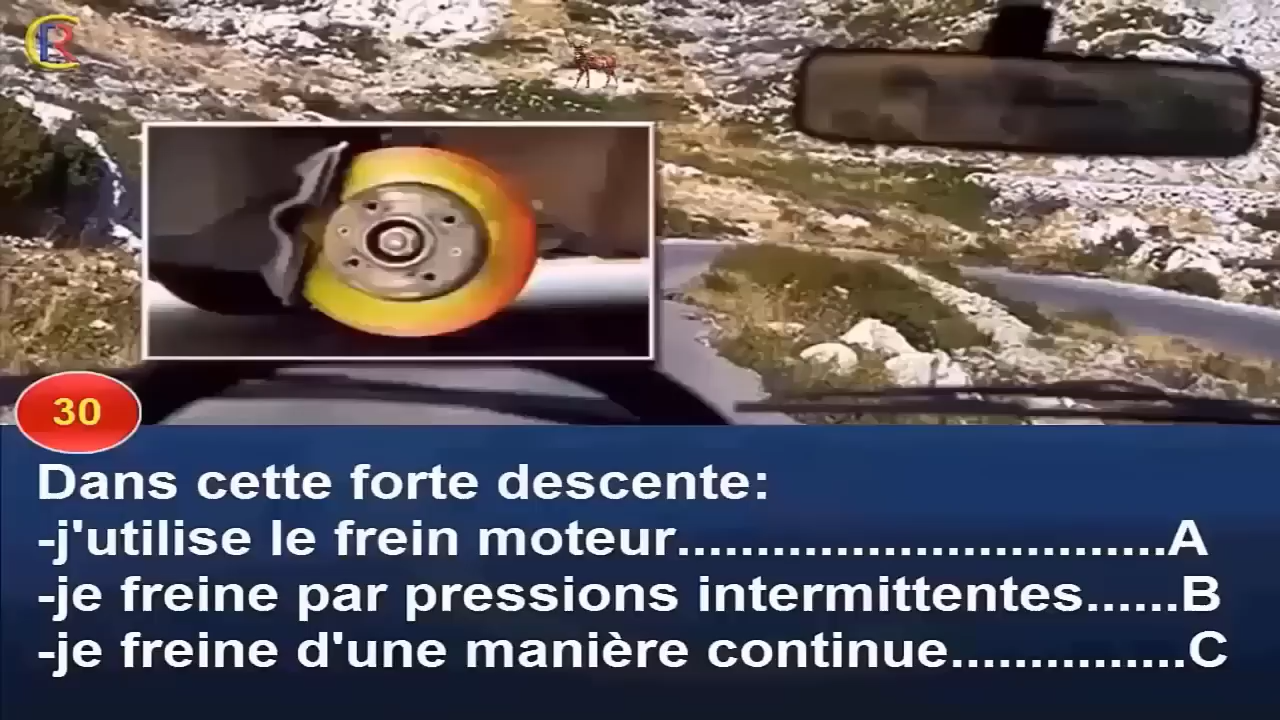 CFR
30
Dans cette forte descente:
-j'utilise le frein moteur...............................A
-je freine par pressions intermittentes......B
-je freine d'une manière continue...............C